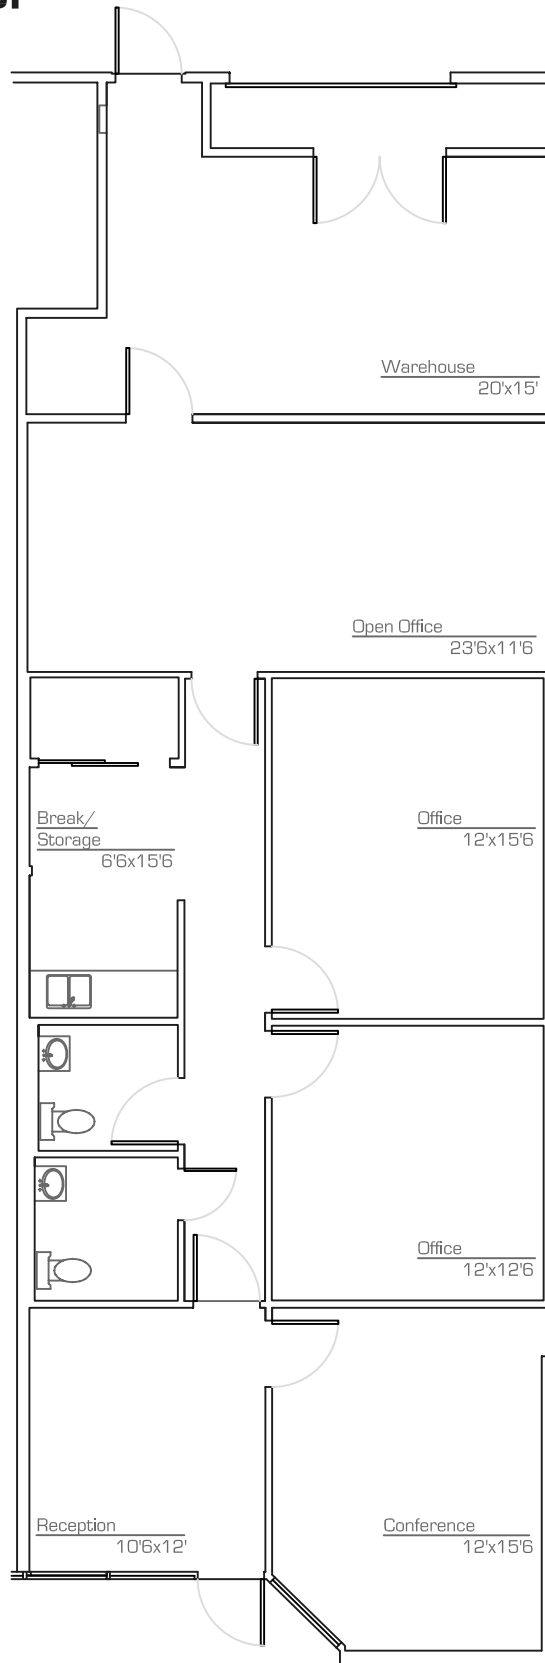 Warehouse
20'x15'
Open Office
23'6x11'6
Break/
Storage
6'6x15'6
Office
12'x15'6
Office
12'x12'6
Reception
10'6x12'
Conference
12'x15'6